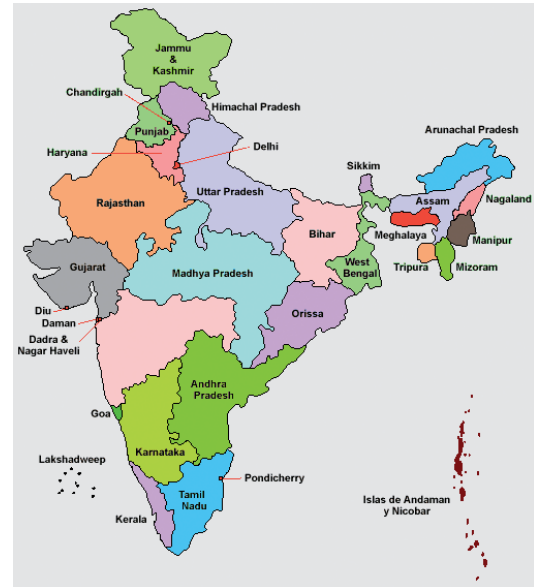 Jammu
&
Kashmir
Chandirgah
Himachal Pradesh
Punjab
Arunachal Pradesh
Haryana
Delhi
Sikkim
Uttar Pradesh
Assam
Nagaland
Rajasthan
Meghalaya
Bihar
Manipur
West
Bengal
Gujarat
Madhya Pradesh
Tripura
Mizoram
Diu
Orissa
Daman
Dadra &
Nagar Haveli
Andhra
Pradesh
Goa
Karnataka
Lakshadweep
Pondicherry
Tamil
Nadu
Islas de Andaman
y Nicobar
Kerala